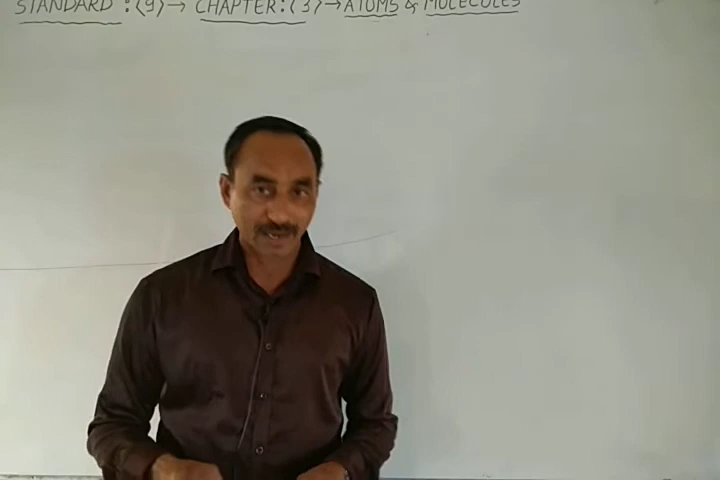 STANDARD :(9)→ CHAPTER:(3)→ATOMS & MOLECULES